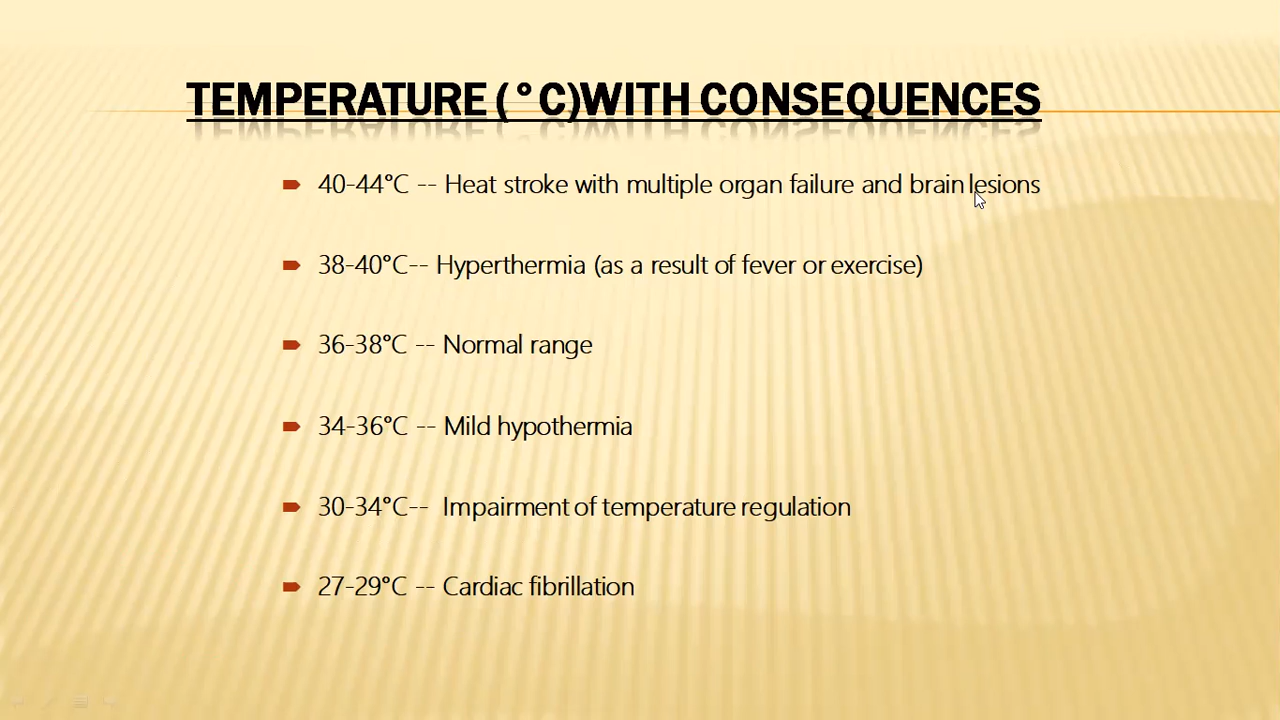 TEMPERATURE ( °C)WITH CONSEQUENCES
40-44°C -- Heat stroke with multiple organ failure and brain lesions
38-40°C-- Hyperthermia (as a result of fever or exercise)
36-38°C -- Normal range
34-36°C -- Mild hypothermia
30-34°C-- Impairment of temperature regulation
27-29°C -- Cardiac fibrillation